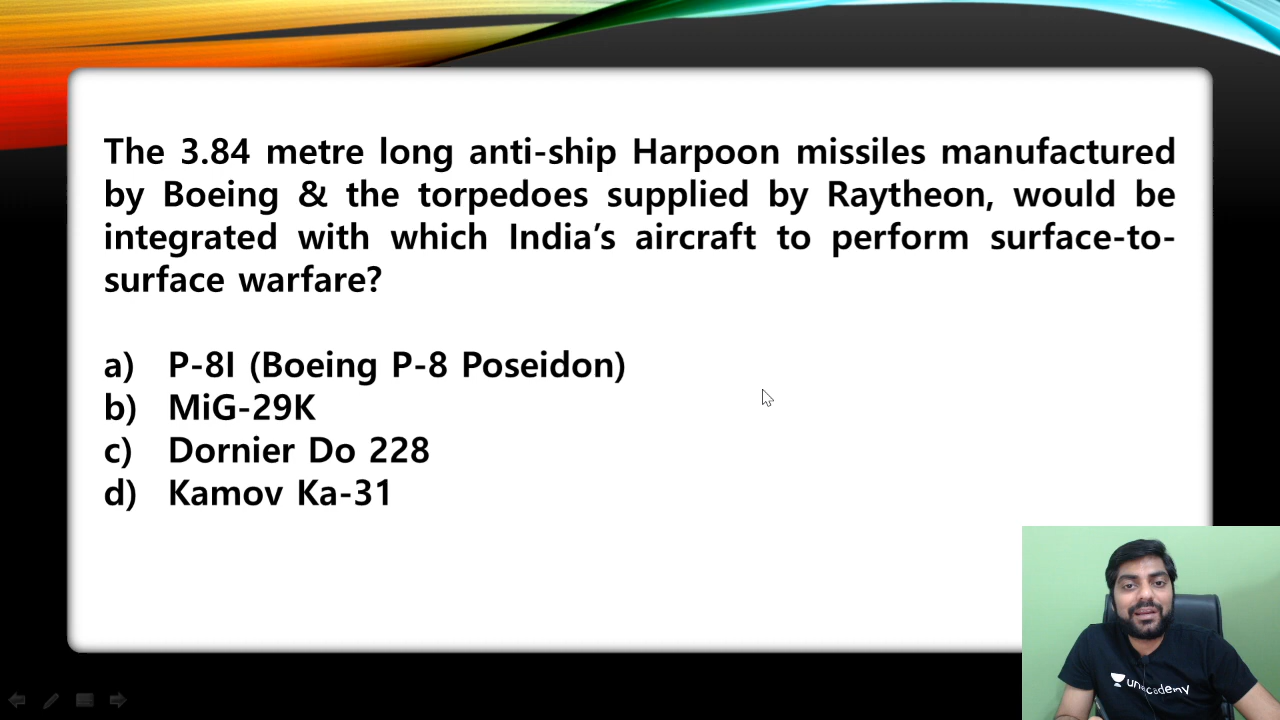 The 3.84 metre long anti-ship Harpoon missiles manufactured
by Boeing & the torpedoes supplied by Raytheon, would be
integrated with which India’s aircraft to perform surface-to-
surface warfare?
a) P-8I (Boeing P-8 Poseidon)
b) MiG-29K
c) Dornier Do 228
d) Kamov Ka-31
unacademy